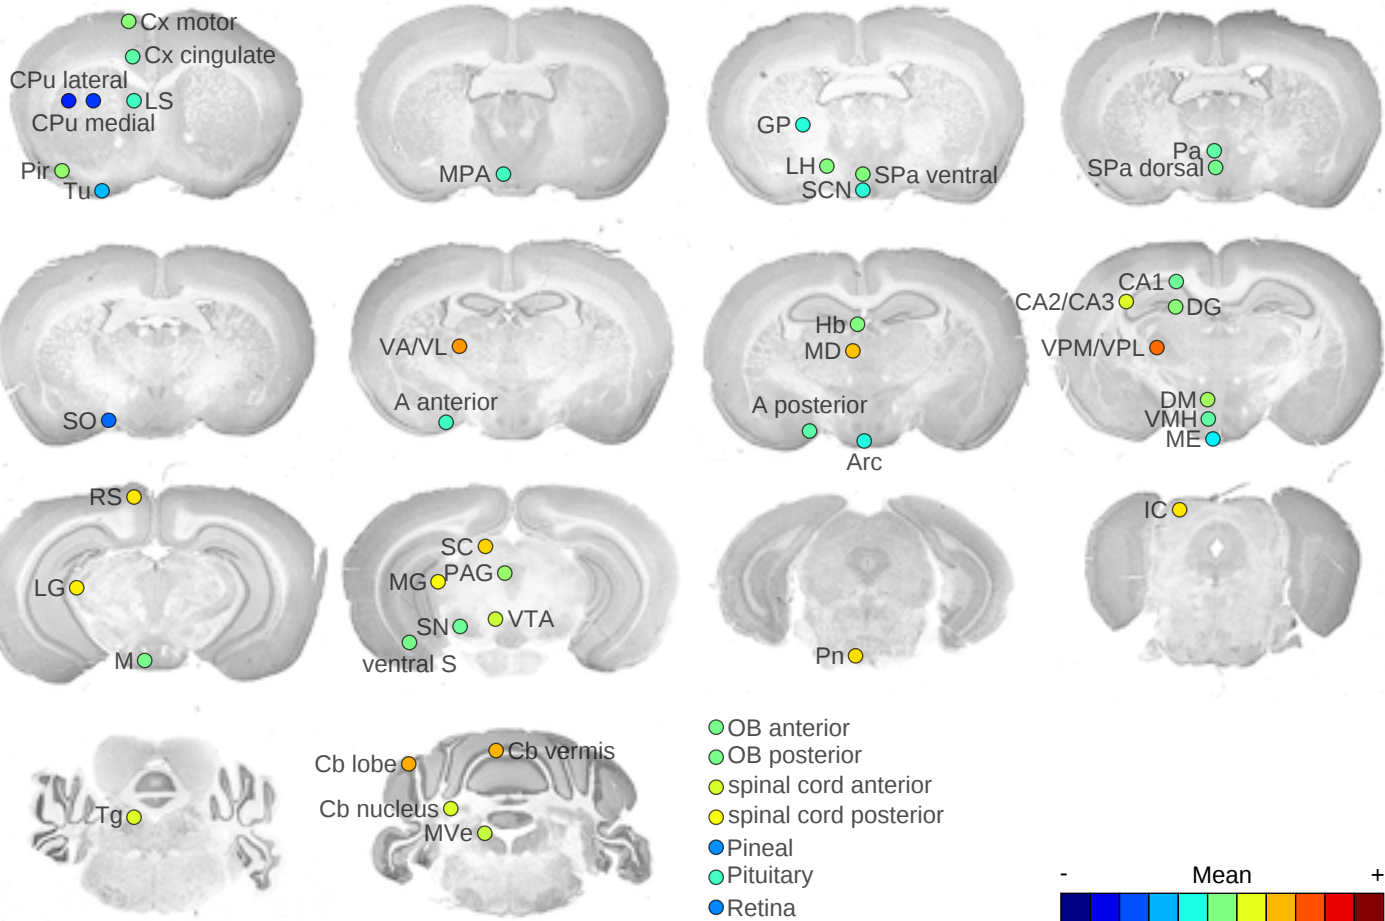 Cx motor
Cx cingulate
CPu lateral
LS
CPu medial
Pir
Tu
MPA
GP
LH
SPa ventral
SCN
Pa
SPa dorsal
SO
VA/VL
A anterior
Hb
MD
A posterior
Arc
CA1
CA2/CA3
DG
VPM/VPL
DM
VMH
ME
RS
LG
M
SC
MG
PAG
SN
VTA
ventral S
Pn
IC
Tg
Cb lobe
Cb vermis
Cb nucleus
MVe
OB anterior
OB posterior
spinal cord anterior
spinal cord posterior
Pineal
Pituitary
Retina
- Mean +